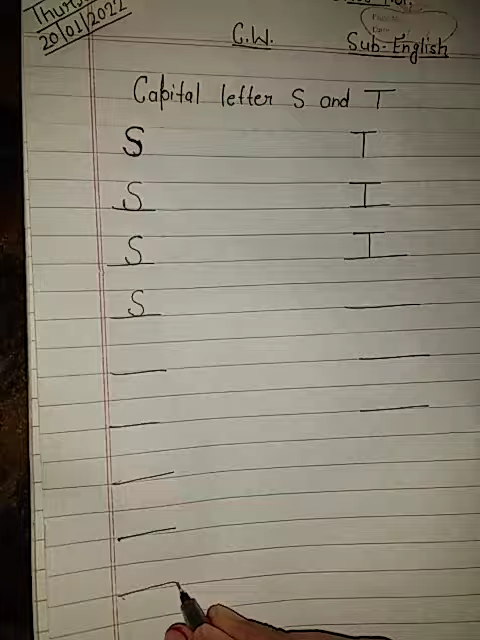 Thurs
20/01/2022
C.W.
Sub-English
Capital letter S and T
S T
S T
S T
S